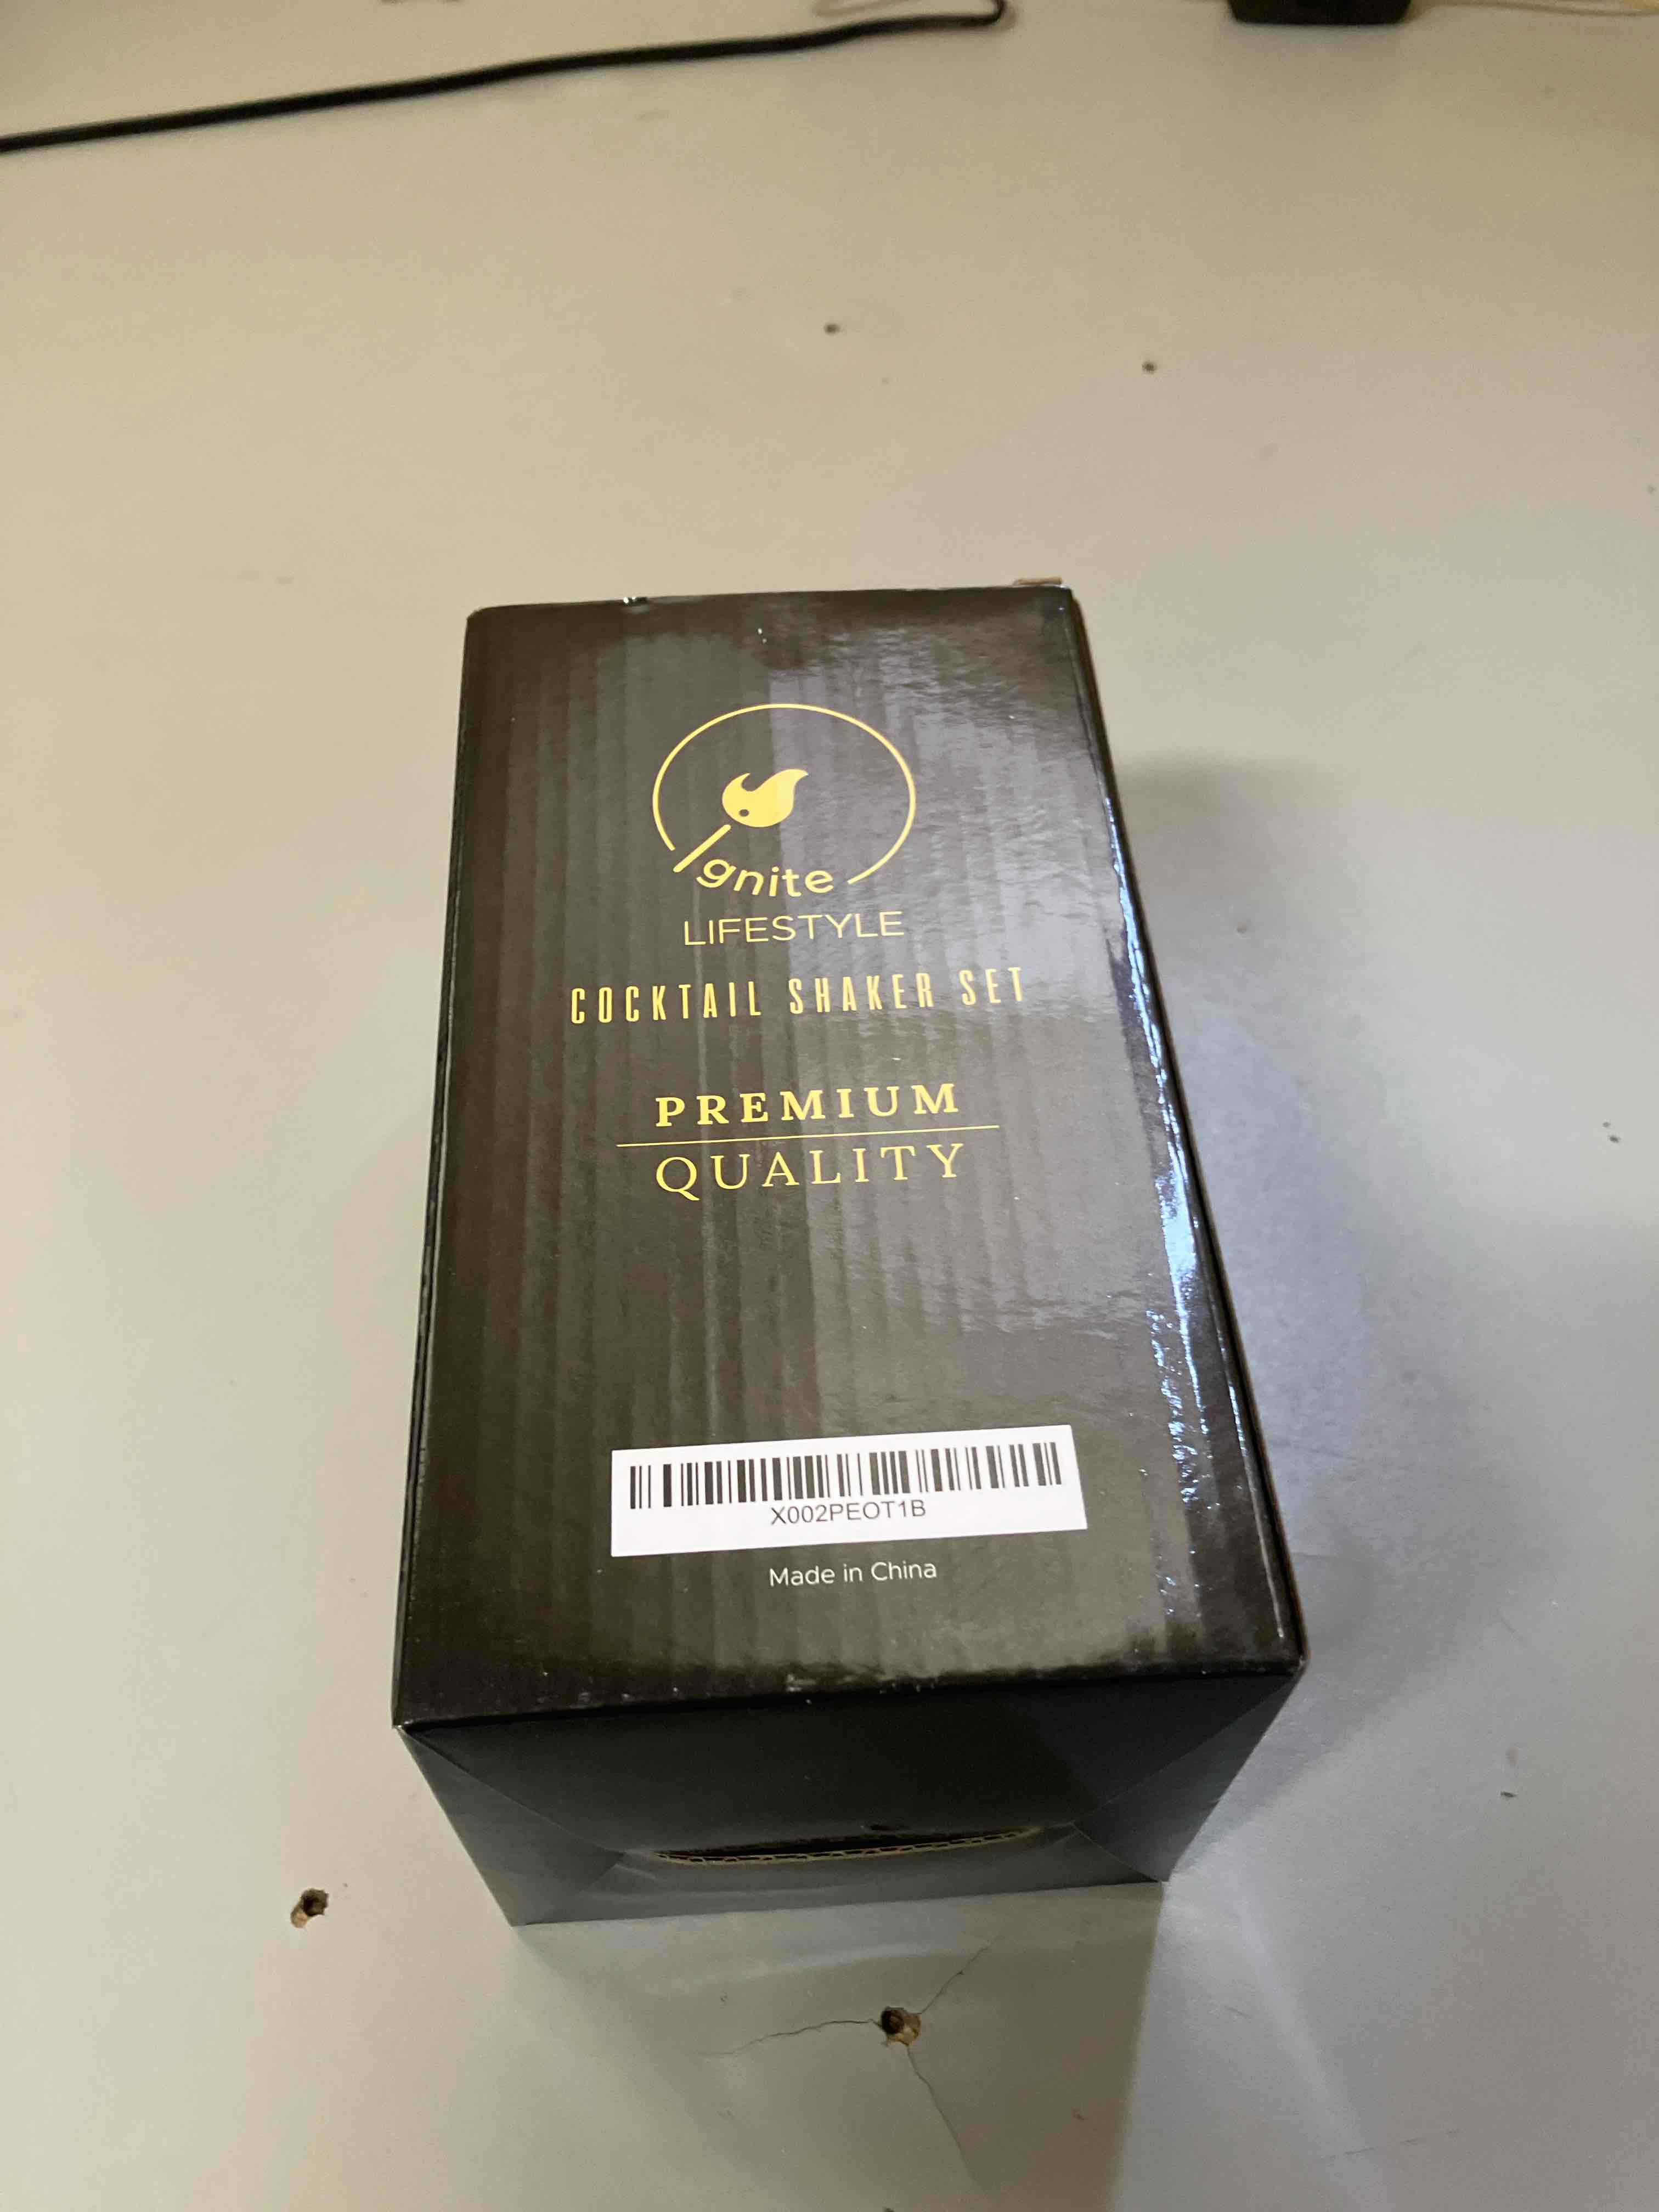 Ignite
LIFESTYLE
COCKTAIL SHAKER SET
PREMIUM
QUALITY
X002PEOT1B
Made in China